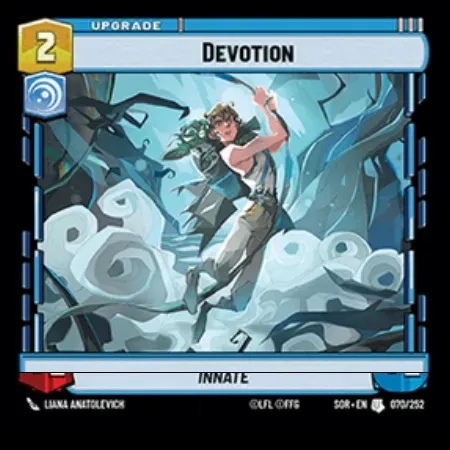 UPGRADE
2
DEVOTION
INNATE
LIANA ANATOLEVICH
©LFL ©FFG
SOR • EN
070/252